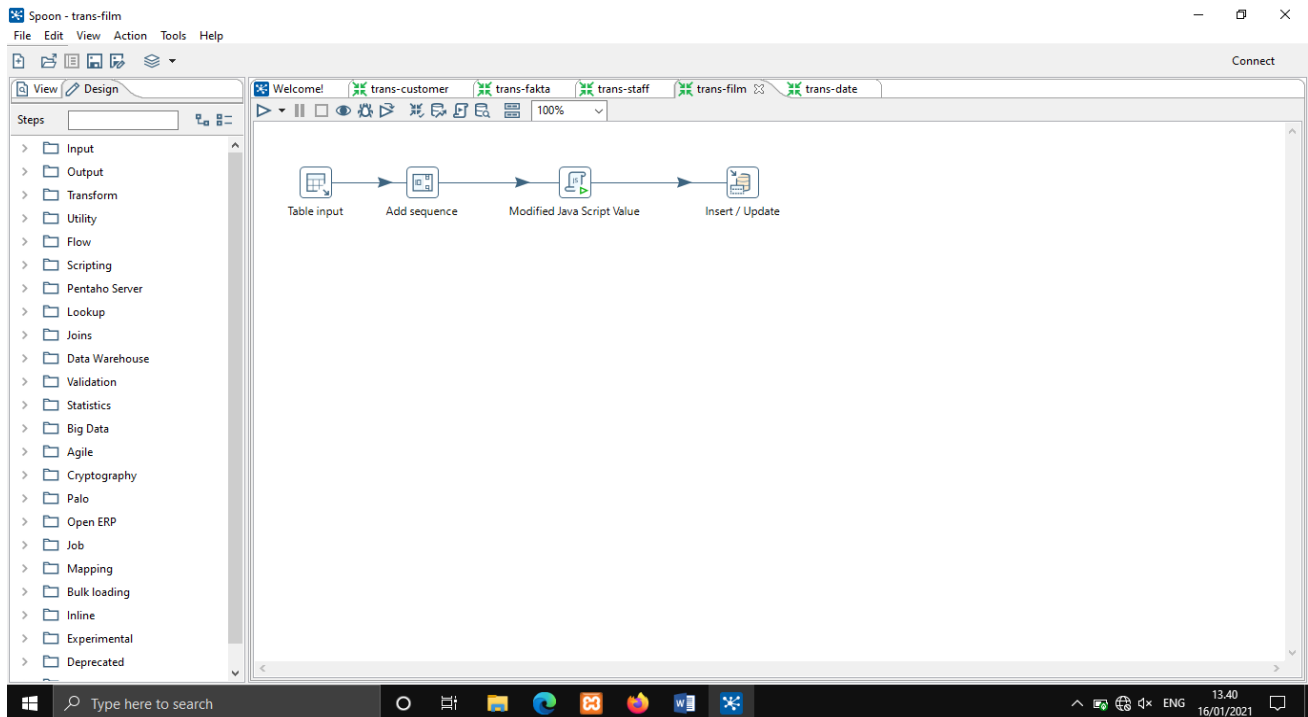 Spoon - trans-film
File Edit View Action Tools Help
Connect
View Design
Welcome! trans-customer trans-fakta trans-staff trans-film trans-date
Steps
100%
Input
Output
Transform
Utility
Flow
Scripting
Pentaho Server
Lookup
Joins
Data Warehouse
Validation
Statistics
Big Data
Agile
Cryptography
Palo
Open ERP
Job
Mapping
Bulk loading
Inline
Experimental
Deprecated
Table input Add sequence Modified Java Script Value Insert / Update
Type here to search
ENG
13.40
16/01/2021